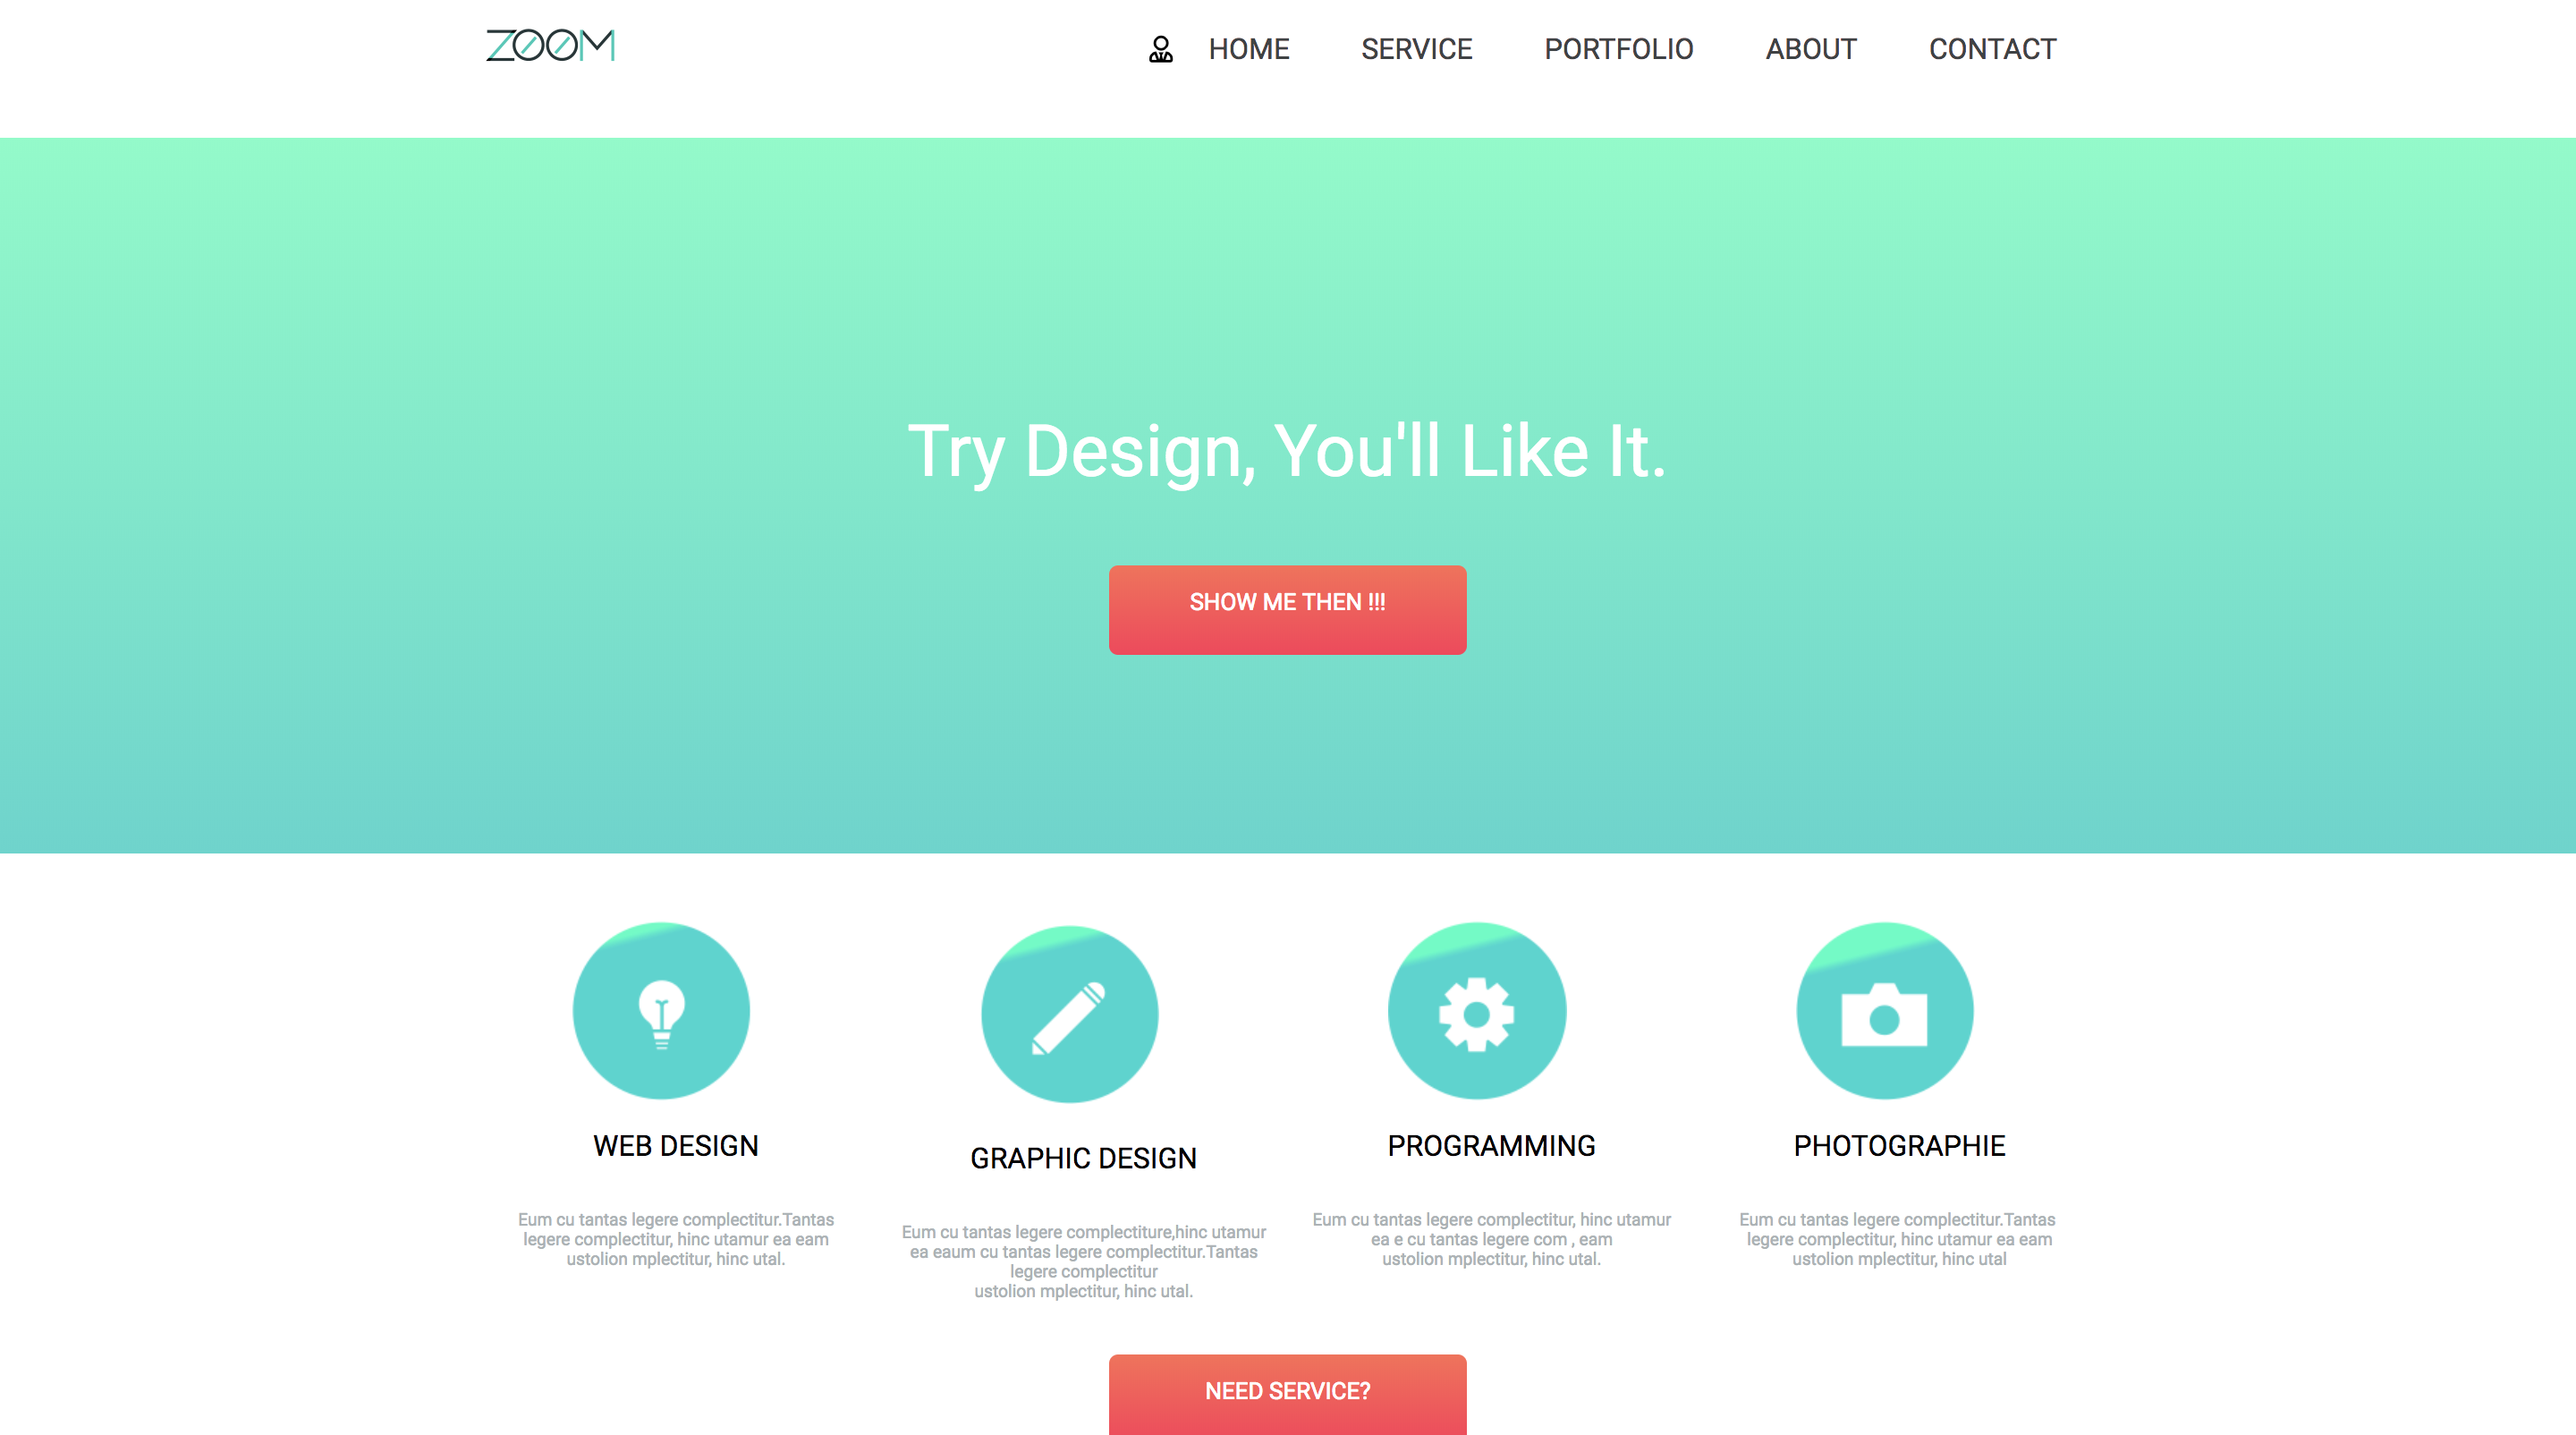 ZOOM
HOME SERVICE PORTFOLIO ABOUT CONTACT
Try Design, You'll Like It.
SHOW ME THEN !!!
WEB DESIGN
Eum cu tantas legere complectitur.Tantas
legere complectitur, hinc utamur ea eam
ustolion mplectitur, hinc utal.
GRAPHIC DESIGN
Eum cu tantas legere complectiture,hinc utamur
ea eaum cu tantas legere complectitur.Tantas
legere complectitur
ustolion mplectitur, hinc utal.
PROGRAMMING
Eum cu tantas legere complectitur, hinc utamur
ea e cu tantas legere com , eam
ustolion mplectitur, hinc utal.
PHOTOGRAPHIE
Eum cu tantas legere complectitur.Tantas
legere complectitur, hinc utamur ea eam
ustolion mplectitur, hinc utal
NEED SERVICE?